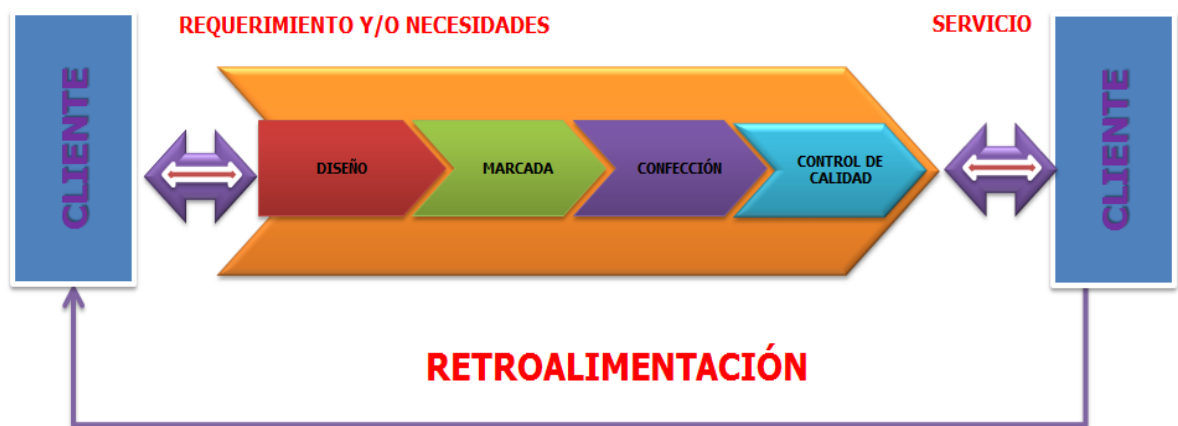 REQUERIMIENTO Y/O NECESIDADES
SERVICIO
CLIENTE
DISEÑO
MARCADA
CONFECCIÓN
CONTROL DE
CALIDAD
CLIENTE
RETROALIMENTACIÓN